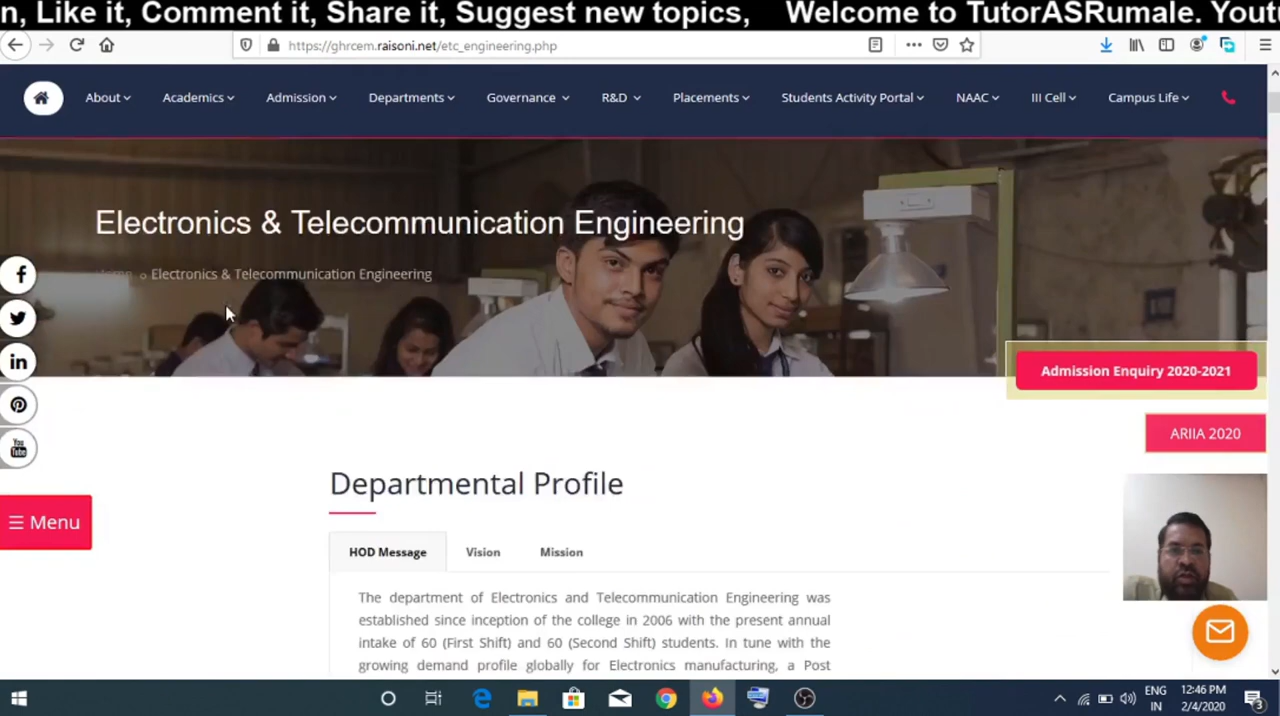 n, Like it, Comment it, Share it, Suggest new topics, Welcome to TutorASRumale. Youtu
https://ghrcem.raisoni.net/etc_engineering.php
About Academics Admission Departments Governance R&D Placements Students Activity Portal NAAC III Cell Campus Life
Electronics & Telecommunication Engineering
Home Electronics & Telecommunication Engineering
Admission Enquiry 2020-2021
ARIIA 2020
You Tube
☰ Menu
Departmental Profile
HOD Message Vision Mission
The department of Electronics and Telecommunication Engineering was
established since inception of the college in 2006 with the present annual
intake of 60 (First Shift) and 60 (Second Shift) students. In tune with the
growing demand profile globally for Electronics manufacturing, a Post
ENG 12:46 PM
IN 2/4/2020 3